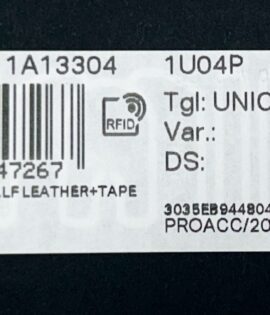 1A13304 1U04P
RFID
Tgl: UNIC
Var.:
DS:
47267
LF LEATHER+TAPE
3035EB944804
PROACC/20